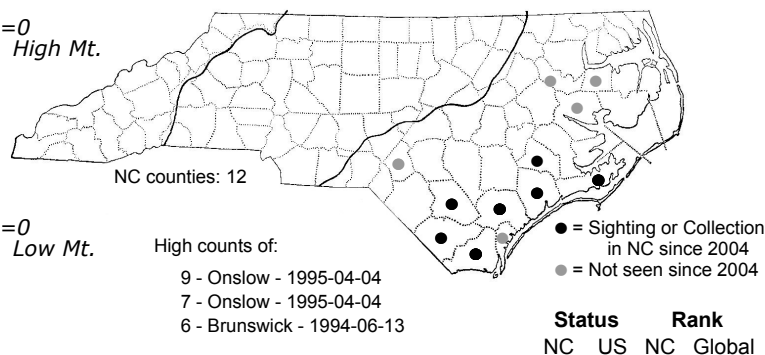 =0
High Mt.
NC counties: 12
=0
Low Mt.
High counts of:
9 - Onslow - 1995-04-04
7 - Onslow - 1995-04-04
6 - Brunswick - 1994-06-13
● = Sighting or Collection
in NC since 2004
● = Not seen since 2004
Status Rank
NC US NC Global